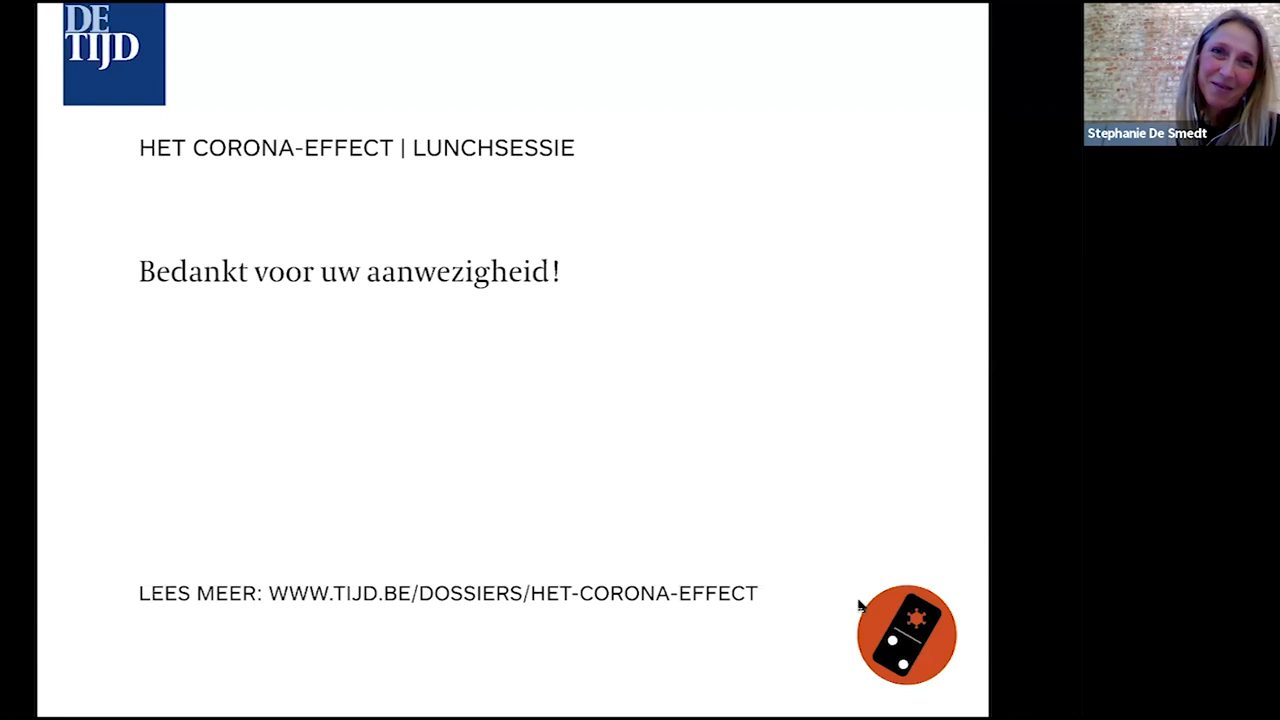 DE
TIJD
HET CORONA-EFFECT | LUNCHSESSIE
Bedankt voor uw aanwezigheid!
LEES MEER: WWW.TIJD.BE/DOSSIERS/HET-CORONA-EFFECT
Stephanie De Smedt